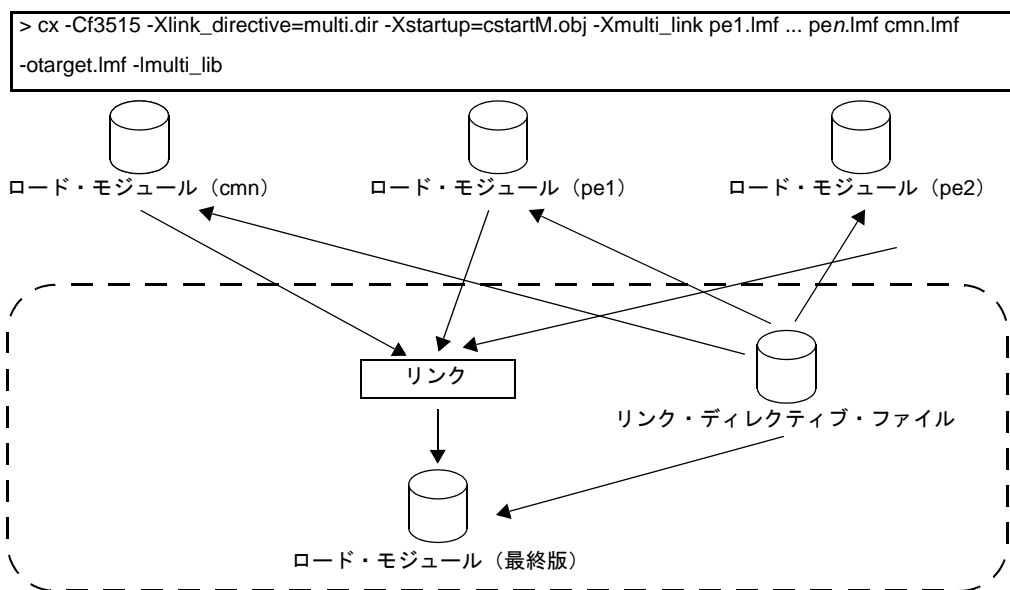 > cx -Cf3515 -Xlink_directive=multi.dir -Xstartup=cstartM.obj -Xmulti_link pe1.lmf ... pen.lmf cmn.lmf
-otarget.lmf -lmulti_lib
ロード・モジュール（cmn）
ロード・モジュール（pe1）
ロード・モジュール（pe2）
リンク
リンク・ディレクティブ・ファイル
ロード・モジュール（最終版）